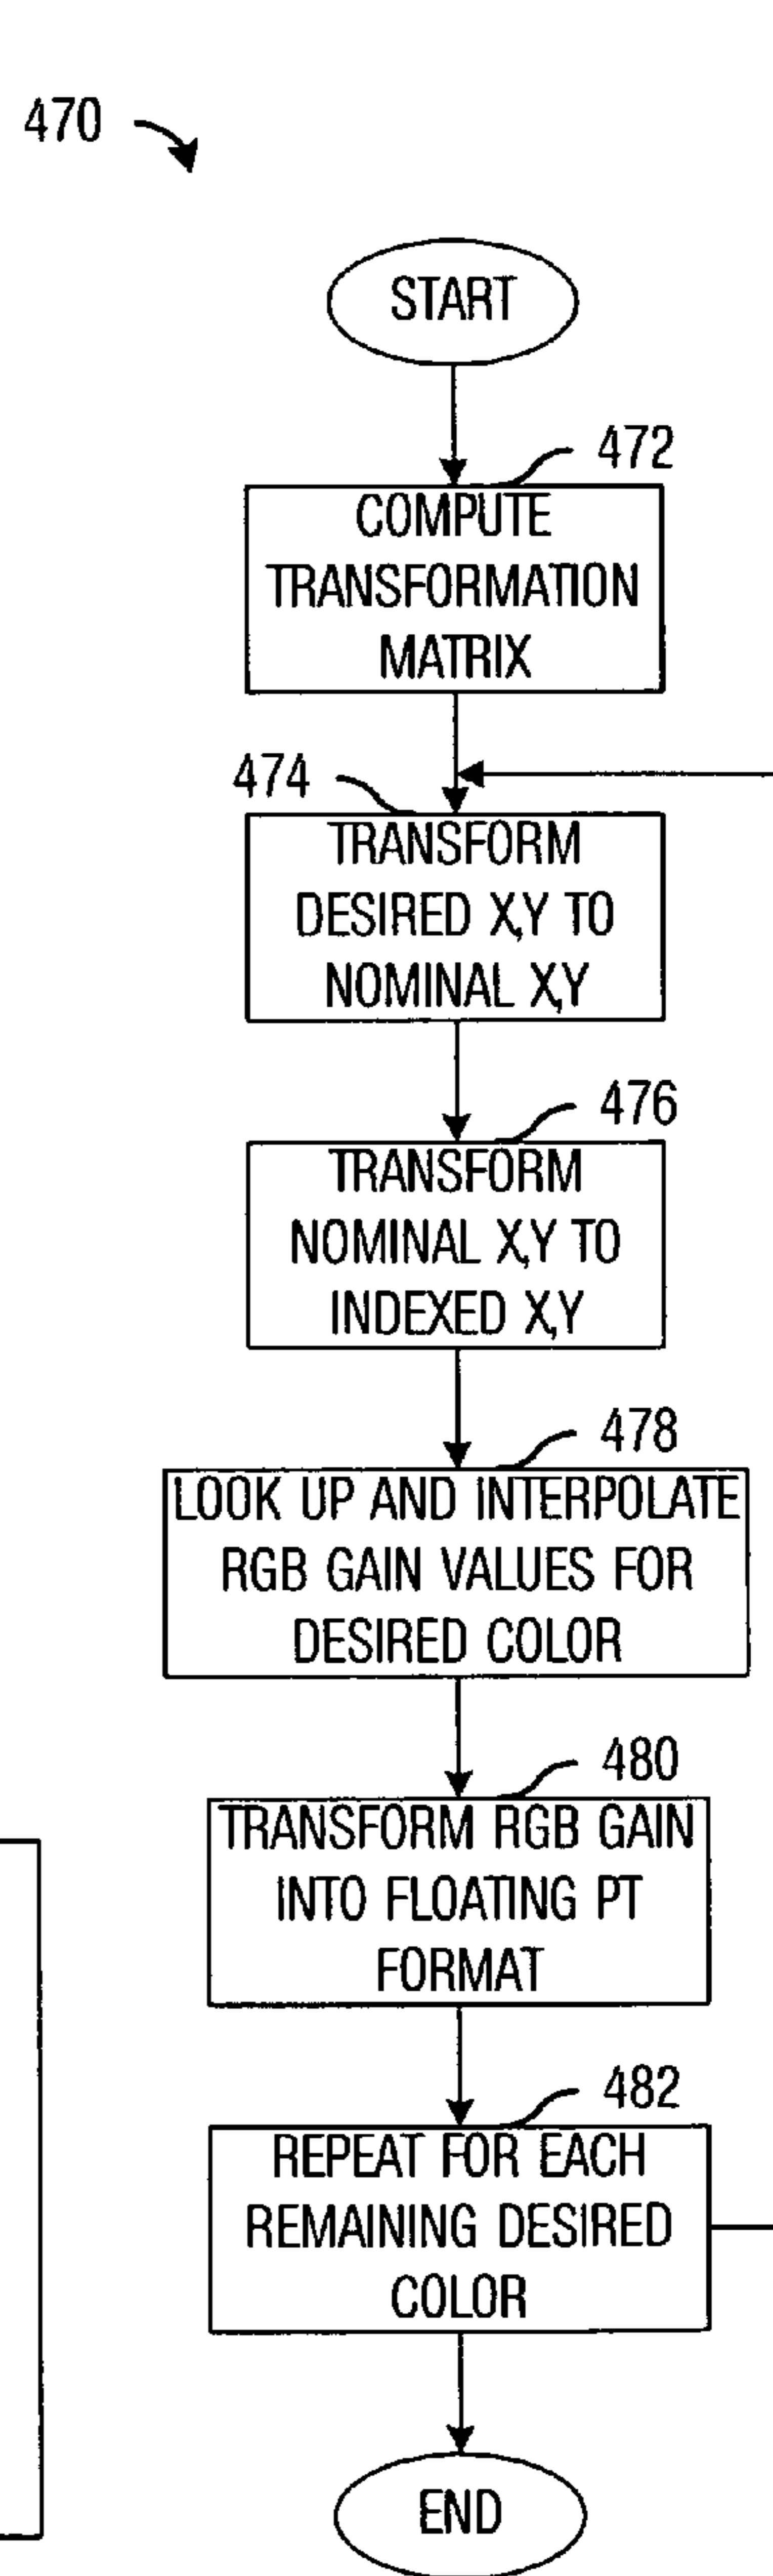 470
START
472
COMPUTE
TRANSFORMATION
MATRIX
474
TRANSFORM
DESIRED X,Y TO
NOMINAL X,Y
476
TRANSFORM
NOMINAL X,Y TO
INDEXED X,Y
478
LOOK UP AND INTERPOLATE
RGB GAIN VALUES FOR
DESIRED COLOR
480
TRANSFORM RGB GAIN
INTO FLOATING PT
FORMAT
482
REPEAT FOR EACH
REMAINING DESIRED
COLOR
END